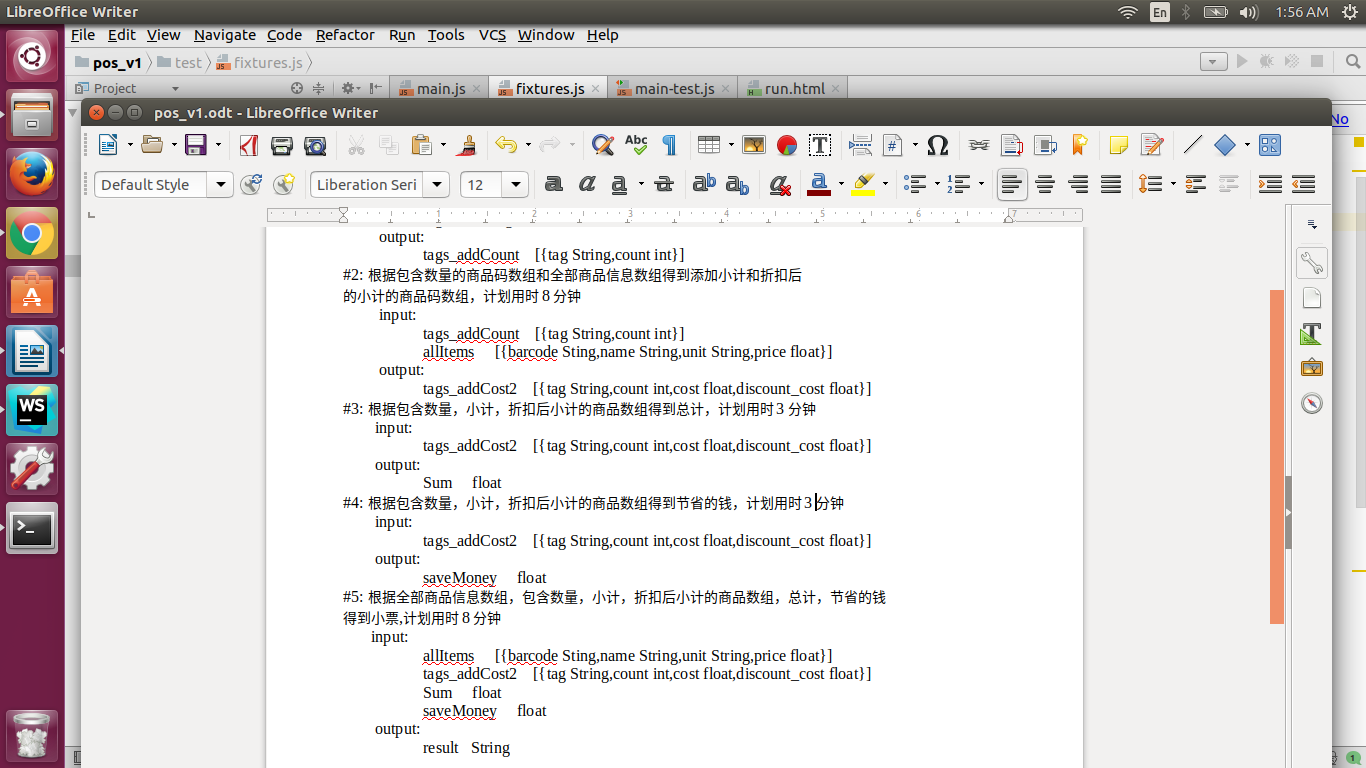 LibreOffice Writer
En
1:56 AM
File Edit View Navigate Code Refactor Run Tools VCS Window Help
pos_v1 test fixtures.js
Project
main.js
fixtures.js
main-test.js
run.html
pos_v1.odt - LibreOffice Writer
No
Default Style
Liberation Seri
12
1 2 3 4 5 6 7
output:
tags_addCount [{tag String,count int}]
#2: 根据包含数量的商品码数组和全部商品信息数组得到添加小计和折扣后
的小计的商品码数组，计划用时 8 分钟
input:
tags_addCount [{tag String,count int}]
allItems [{barcode Sting,name String,unit String,price float}]
output:
tags_addCost2 [{tag String,count int,cost float,discount_cost float}]
#3: 根据包含数量，小计，折扣后小计的商品数组得到总计，计划用时 3 分钟
input:
tags_addCost2 [{tag String,count int,cost float,discount_cost float}]
output:
Sum float
#4: 根据包含数量，小计，折扣后小计的商品数组得到节省的钱，计划用时 3 分钟
input:
tags_addCost2 [{tag String,count int,cost float,discount_cost float}]
output:
saveMoney float
#5: 根据全部商品信息数组，包含数量，小计，折扣后小计的商品数组，总计，节省的钱
得到小票,计划用时 8 分钟
input:
allItems [{barcode Sting,name String,unit String,price float}]
tags_addCost2 [{tag String,count int,cost float,discount_cost float}]
Sum float
saveMoney float
output:
result String